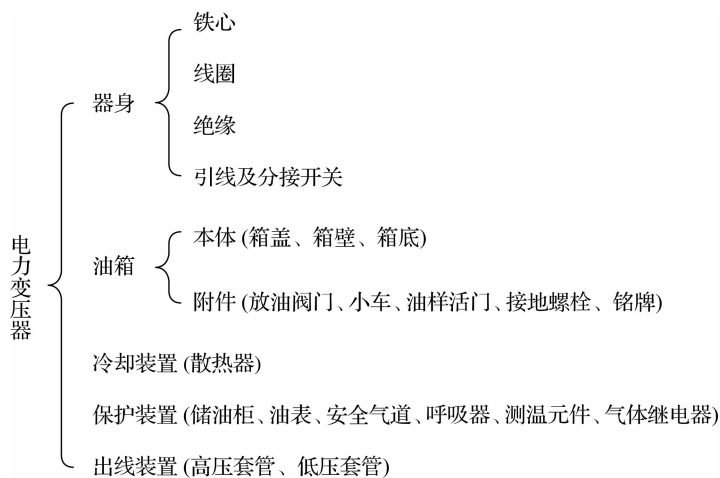 电力变压器
器身
铁心
线圈
绝缘
引线及分接开关
油箱
本体 (箱盖、箱壁、箱底)
附件 (放油阀门、小车、油样活门、接地螺栓、铭牌)
冷却装置 (散热器)
保护装置 (储油柜、油表、安全气道、呼吸器、测温元件、气体继电器)
出线装置 (高压套管、低压套管)